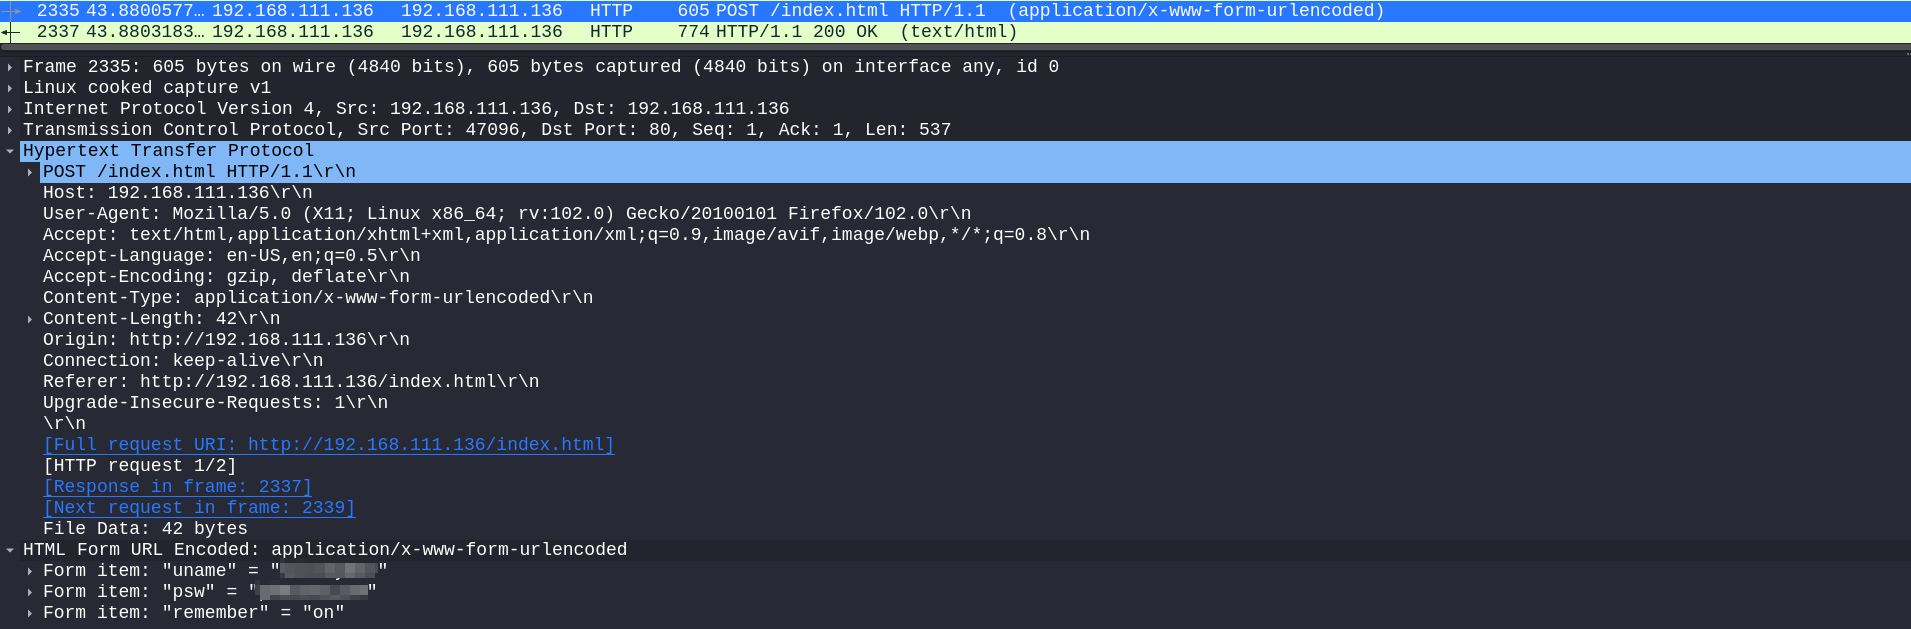 2335 43.8800577… 192.168.111.136 192.168.111.136 HTTP 605 POST /index.html HTTP/1.1 (application/x-www-form-urlencoded)
2337 43.8803183… 192.168.111.136 192.168.111.136 HTTP 774 HTTP/1.1 200 OK (text/html)
Frame 2335: 605 bytes on wire (4840 bits), 605 bytes captured (4840 bits) on interface any, id 0
Linux cooked capture v1
Internet Protocol Version 4, Src: 192.168.111.136, Dst: 192.168.111.136
Transmission Control Protocol, Src Port: 47096, Dst Port: 80, Seq: 1, Ack: 1, Len: 537
Hypertext Transfer Protocol
POST /index.html HTTP/1.1\r\n
Host: 192.168.111.136\r\n
User-Agent: Mozilla/5.0 (X11; Linux x86_64; rv:102.0) Gecko/20100101 Firefox/102.0\r\n
Accept: text/html,application/xhtml+xml,application/xml;q=0.9,image/avif,image/webp,*/*;q=0.8\r\n
Accept-Language: en-US,en;q=0.5\r\n
Accept-Encoding: gzip, deflate\r\n
Content-Type: application/x-www-form-urlencoded\r\n
Content-Length: 42\r\n
Origin: http://192.168.111.136\r\n
Connection: keep-alive\r\n
Referer: http://192.168.111.136/index.html\r\n
Upgrade-Insecure-Requests: 1\r\n
\r\n
[Full request URI: http://192.168.111.136/index.html]
[HTTP request 1/2]
[Response in frame: 2337]
[Next request in frame: 2339]
File Data: 42 bytes
HTML Form URL Encoded: application/x-www-form-urlencoded
Form item: "uname" = ""
Form item: "psw" = ""
Form item: "remember" = "on"